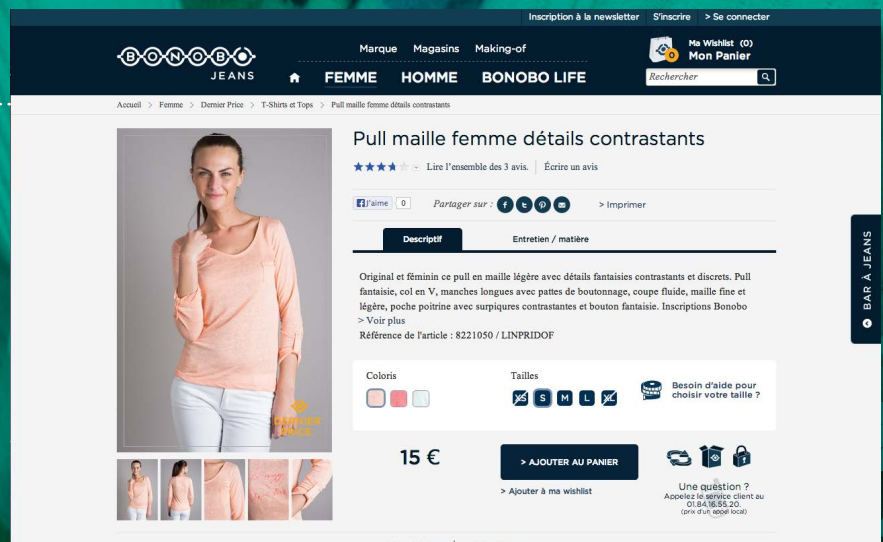 Inscription à la newsletter S'inscrire > Se connecter
BONOBO
JEANS
Marque Magasins Making-of
Ma Wishlist (0)
0 Mon Panier
FEMME HOMME BONOBO LIFE
Rechercher
Accueil > Femme > Dernier Price > T-Shirts et Tops > Pull maille femme détails contrastants
Pull maille femme détails contrastants
Lire l'ensemble des 3 avis. Écrire un avis
J'aime 0 Partager sur : > Imprimer
Descriptif Entretien / matière
Original et féminin ce pull en maille légère avec détails fantaisies contrastants et discrets. Pull
fantaisie, col en V, manches longues avec pattes de boutonnage, coupe fluide, maille fine et
légère, poche poitrine avec surpiqures contrastantes et bouton fantaisie. Inscriptions Bonobo
> Voir plus
Référence de l'article : 8221050 / LINPRIDOF
Coloris Tailles
XS S M L XL
Besoin d'aide pour
choisir votre taille ?
DERNIER
PRICE
15 €
> AJOUTER AU PANIER
> Ajouter à ma wishlist
Une question ?
Appelez le service client au
01.84.16.55.20.
(prix d'un appel local)
BAR À JEANS